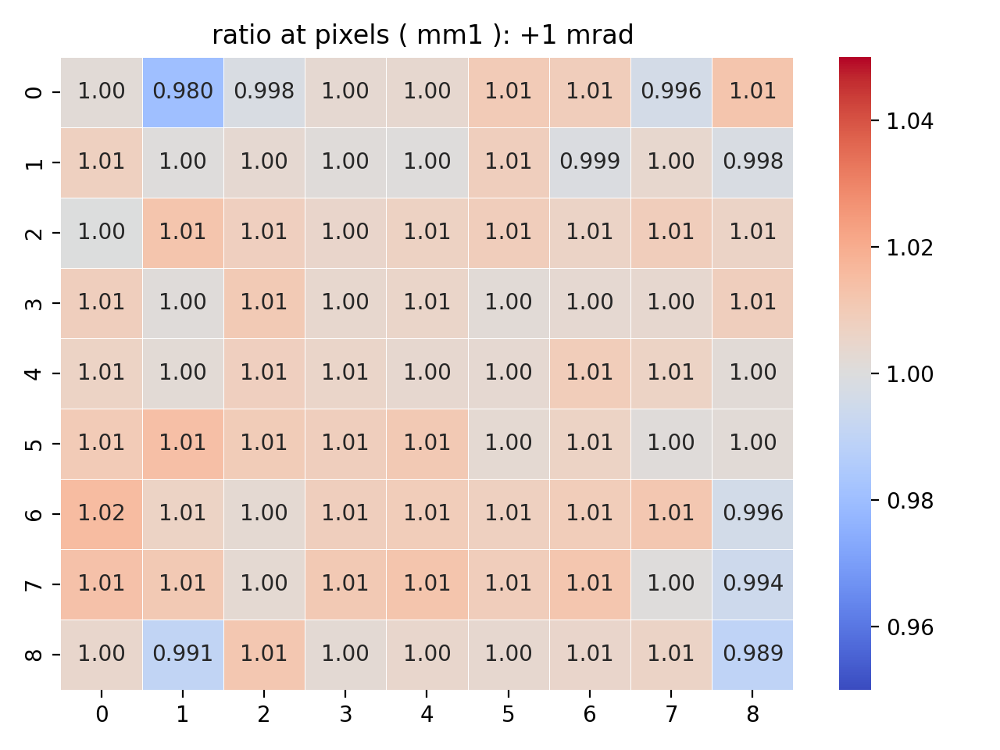 ratio at pixels ( mm1 ): +1 mrad
0 1.00 0.980 0.998 1.00 1.00 1.01 1.01 0.996 1.01
1 1.01 1.00 1.00 1.00 1.00 1.01 0.999 1.00 0.998
2 1.00 1.01 1.01 1.00 1.01 1.01 1.01 1.01 1.01
3 1.01 1.00 1.01 1.00 1.01 1.00 1.00 1.00 1.01
4 1.01 1.00 1.01 1.01 1.00 1.00 1.01 1.01 1.00
5 1.01 1.01 1.01 1.01 1.01 1.00 1.01 1.00 1.00
6 1.02 1.01 1.00 1.01 1.01 1.01 1.01 1.01 0.996
7 1.01 1.01 1.00 1.01 1.01 1.01 1.01 1.00 0.994
8 1.00 0.991 1.01 1.00 1.00 1.00 1.01 1.01 0.989
0 1 2 3 4 5 6 7 8
1.04
1.02
1.00
0.98
0.96